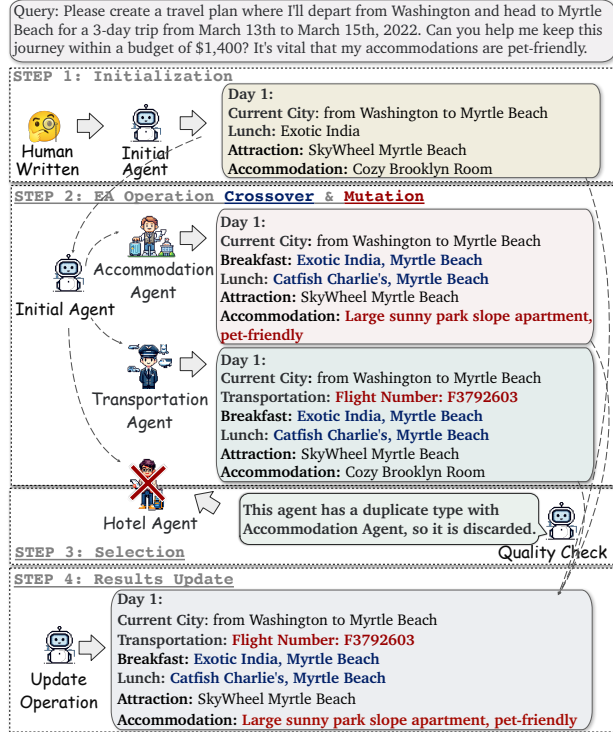 Query: Please create a travel plan where I'll depart from Washington and head to Myrtle
Beach for a 3-day trip from March 13th to March 15th, 2022. Can you help me keep this
journey within a budget of $1,400? It's vital that my accommodations are pet-friendly.
STEP 1: Initialization
Human
Written
Initial
Agent
Day 1:
Current City: from Washington to Myrtle Beach
Lunch: Exotic India
Attraction: SkyWheel Myrtle Beach
Accommodation: Cozy Brooklyn Room
STEP 2: EA Operation Crossover & Mutation
Initial Agent
Accommodation
Agent
Day 1:
Current City: from Washington to Myrtle Beach
Breakfast: Exotic India, Myrtle Beach
Lunch: Catfish Charlie's, Myrtle Beach
Attraction: SkyWheel Myrtle Beach
Accommodation: Large sunny park slope apartment,
pet-friendly
Transportation
Agent
Day 1:
Current City: from Washington to Myrtle Beach
Transportation: Flight Number: F3792603
Breakfast: Exotic India, Myrtle Beach
Lunch: Catfish Charlie's, Myrtle Beach
Attraction: SkyWheel Myrtle Beach
Accommodation: Cozy Brooklyn Room
Hotel Agent
This agent has a duplicate type with
Accommodation Agent, so it is discarded.
Quality Check
STEP 3: Selection
STEP 4: Results Update
Update
Operation
Day 1:
Current City: from Washington to Myrtle Beach
Transportation: Flight Number: F3792603
Breakfast: Exotic India, Myrtle Beach
Lunch: Catfish Charlie's, Myrtle Beach
Attraction: SkyWheel Myrtle Beach
Accommodation: Large sunny park slope apartment, pet-friendly